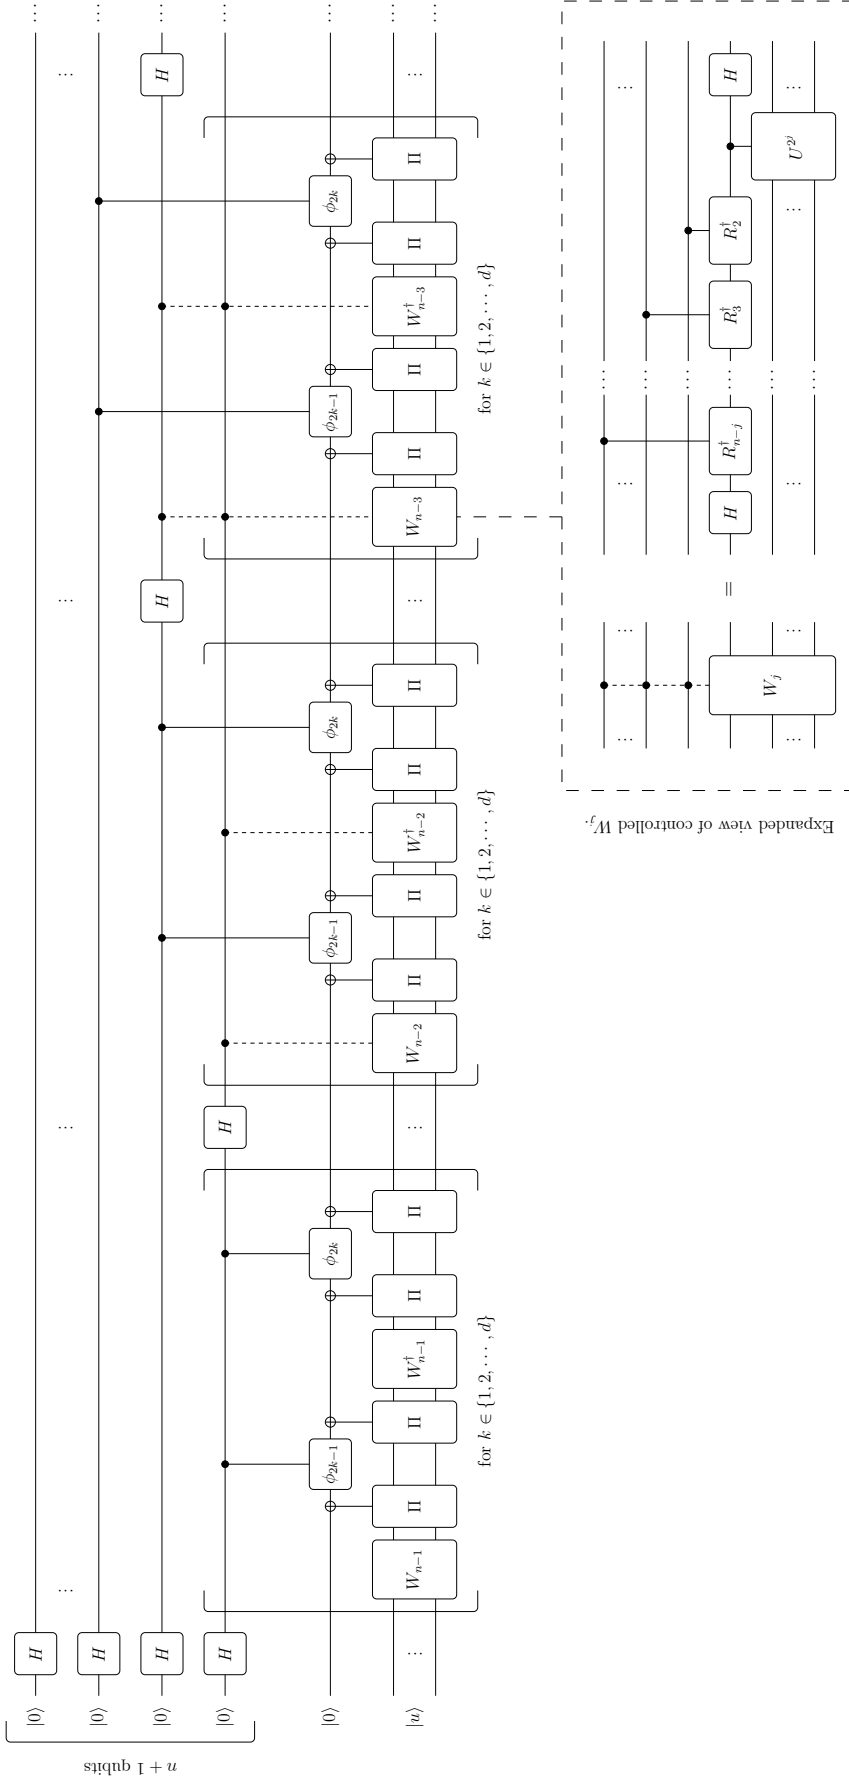 n + 1 qubits
|0⟩ H ⋯
⋮ ⋮ ⋮ ⋮
|0⟩ H ⋯
|0⟩ H H H ⋯
|0⟩ H H ⋯
|0⟩ ϕ_{2k−1} ϕ_{2k} ϕ_{2k−1} ϕ_{2k} ϕ_{2k−1} ϕ_{2k} ⋯
|u⟩ ⋮ W_{n−1} Π Π W†_{n−1} Π Π ⋮ W_{n−2} Π Π W†_{n−2} Π Π ⋮ W_{n−3} Π Π W†_{n−3} Π Π ⋮ ⋯
for k ∈ {1, 2, ⋯ , d} for k ∈ {1, 2, ⋯ , d} for k ∈ {1, 2, ⋯ , d}
Expanded view of controlled W_j.
⋮ W_j ⋮ = H R†_{n−j} ⋯ R†_3 R†_2 U^{2^j} H